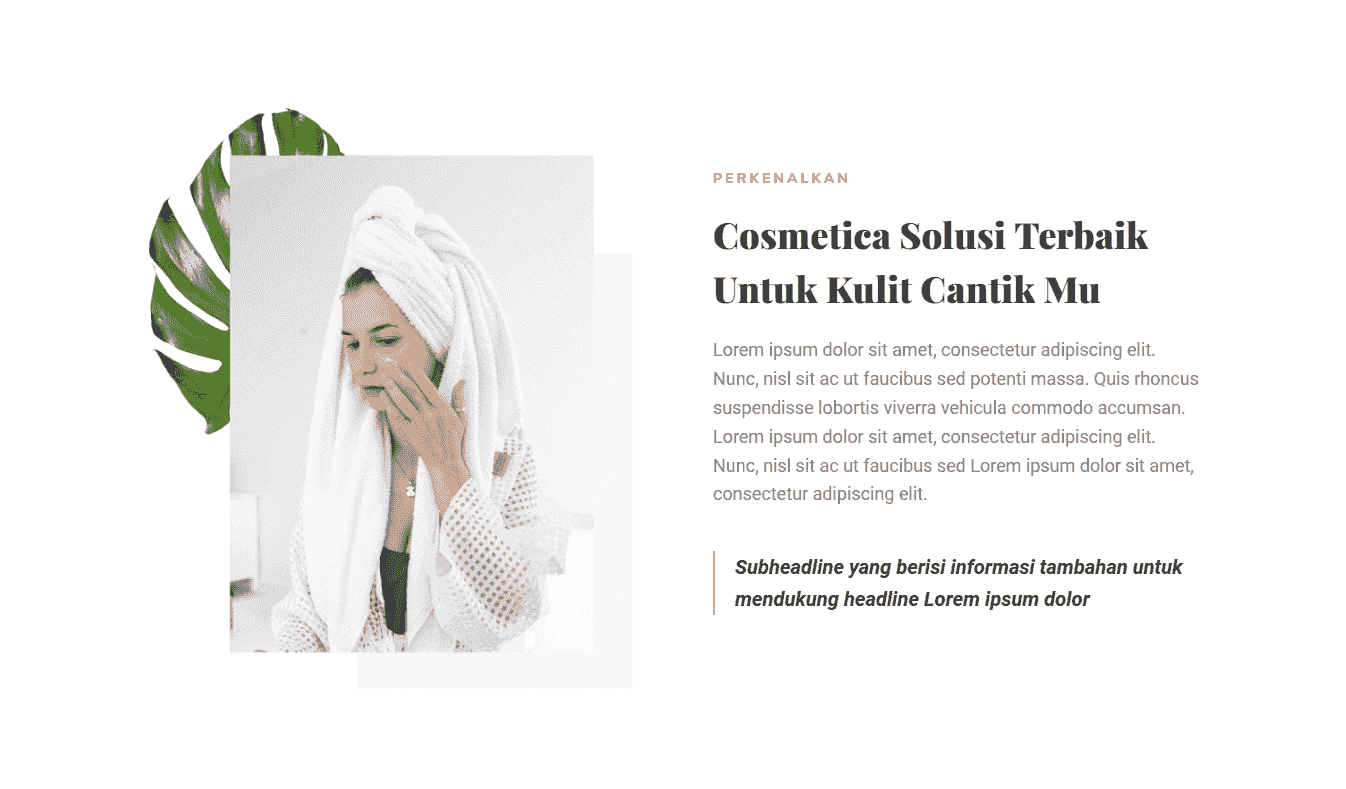 PERKENALKAN
Cosmetica Solusi Terbaik
Untuk Kulit Cantik Mu
Lorem ipsum dolor sit amet, consectetur adipiscing elit.
Nunc, nisl sit ac ut faucibus sed potenti massa. Quis rhoncus
suspendisse lobortis viverra vehicula commodo accumsan.
Lorem ipsum dolor sit amet, consectetur adipiscing elit.
Nunc, nisl sit ac ut faucibus sed Lorem ipsum dolor sit amet,
consectetur adipiscing elit.
Subheadline yang berisi informasi tambahan untuk
mendukung headline Lorem ipsum dolor